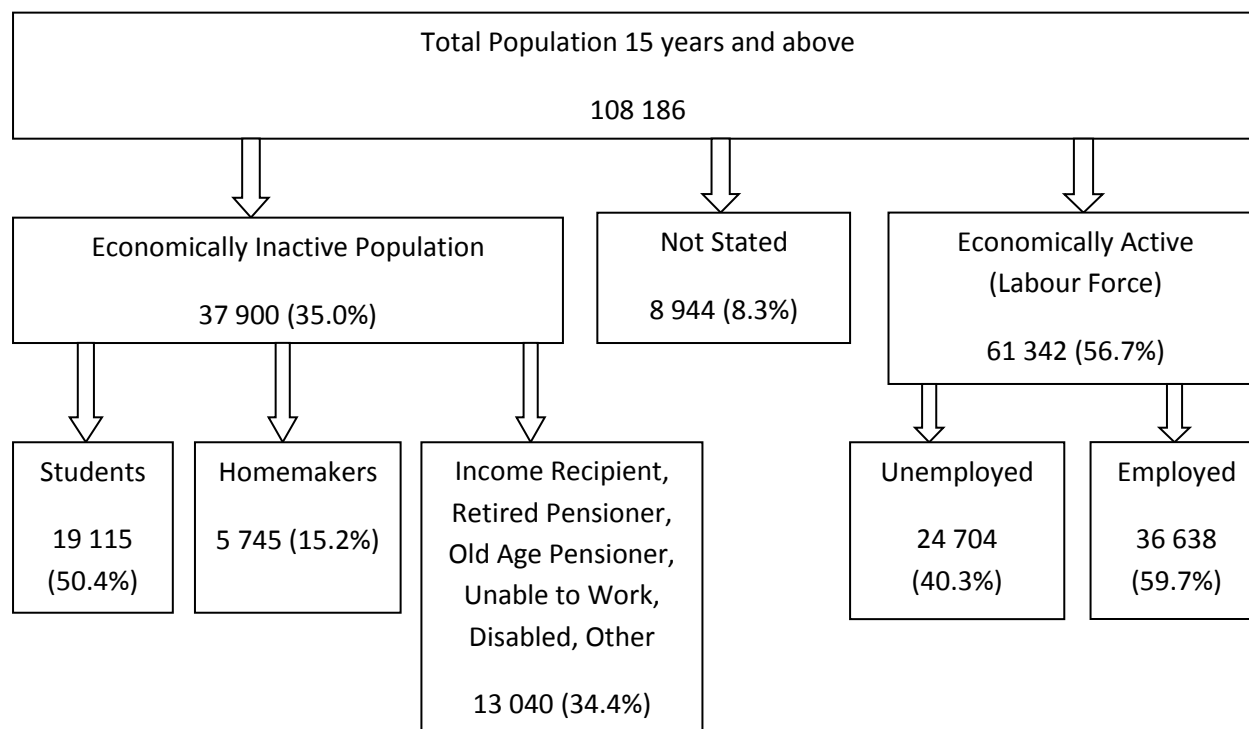 Total Population 15 years and above
108 186
Economically Inactive Population
37 900 (35.0%)
Not Stated
8 944 (8.3%)
Economically Active
(Labour Force)
61 342 (56.7%)
Students
19 115
(50.4%)
Homemakers
5 745 (15.2%)
Income Recipient,
Retired Pensioner,
Old Age Pensioner,
Unable to Work,
Disabled, Other
13 040 (34.4%)
Unemployed
24 704
(40.3%)
Employed
36 638
(59.7%)